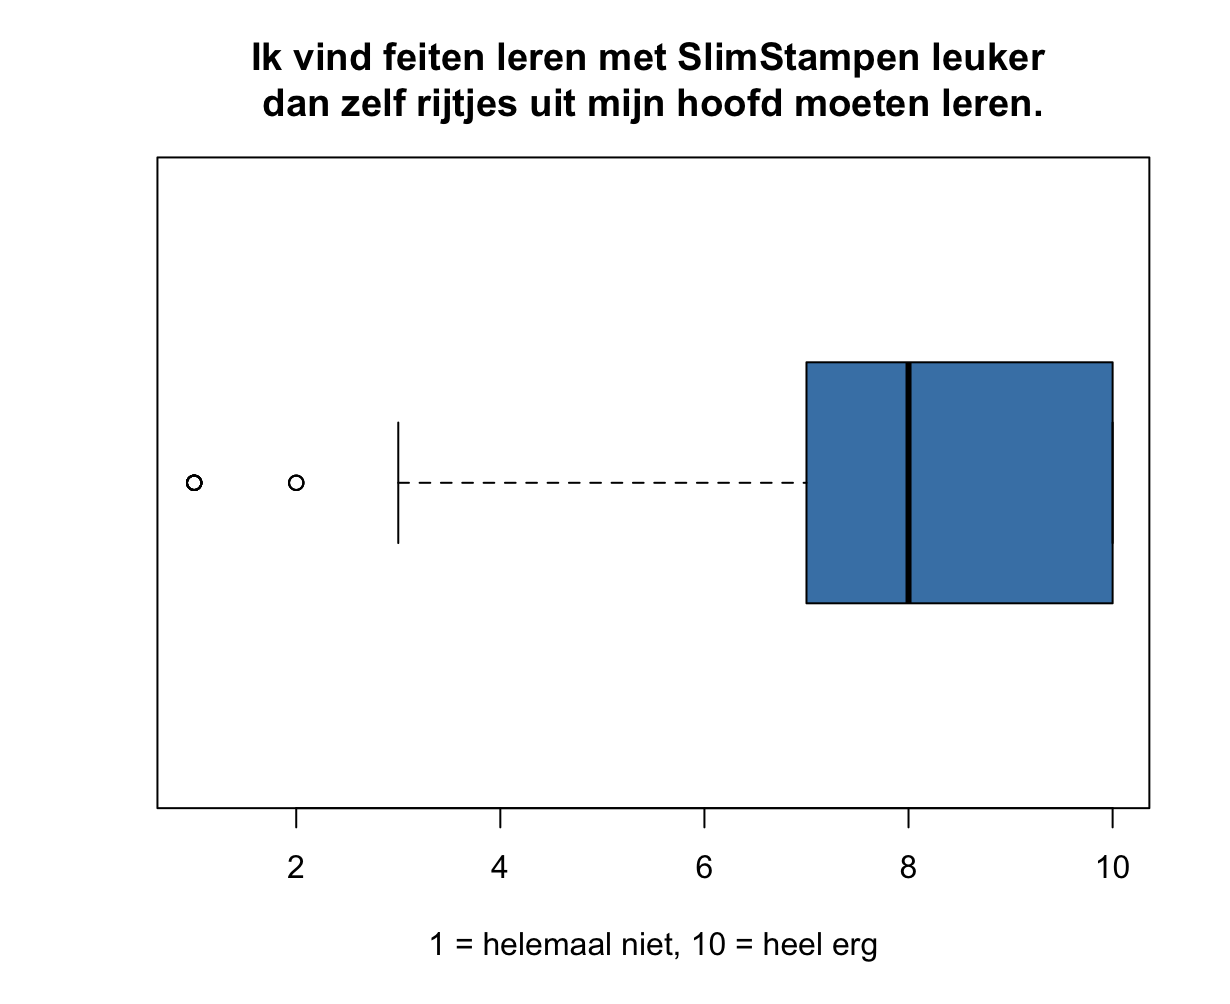 Ik vind feiten leren met SlimStampen leuker
dan zelf rijtjes uit mijn hoofd moeten leren.
2 4 6 8 10
1 = helemaal niet, 10 = heel erg